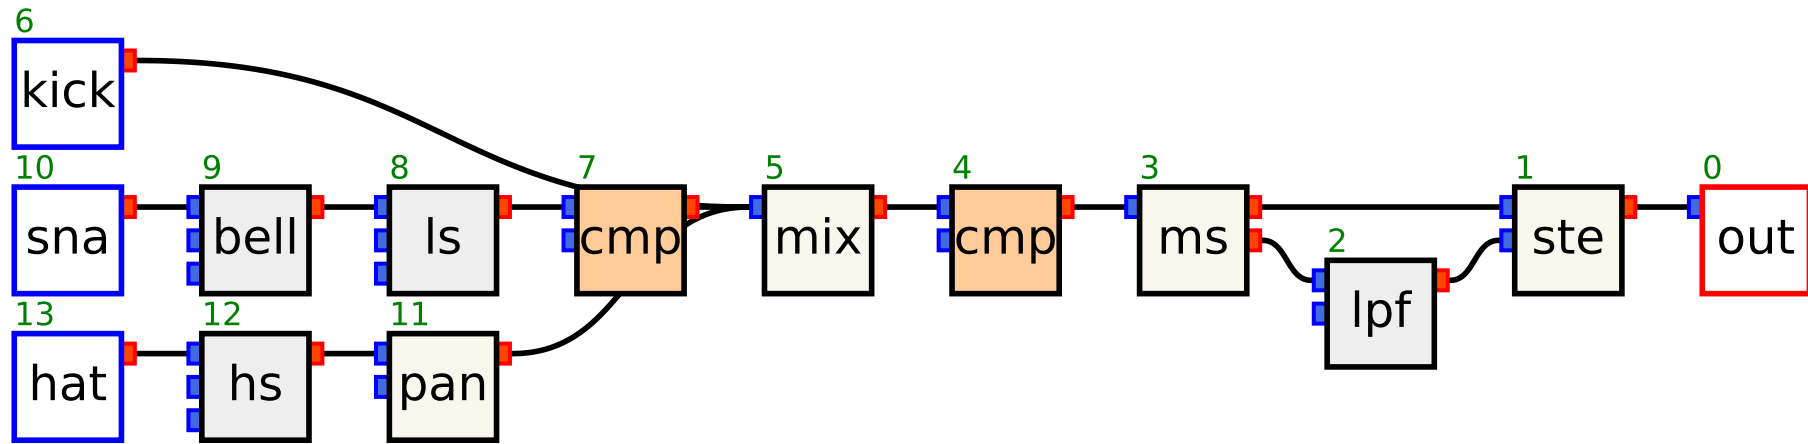 6
kick
10 9 8 7 5 4 3 1 0
sna bell ls cmp mix cmp ms ste out
2
lpf
13 12 11
hat hs pan